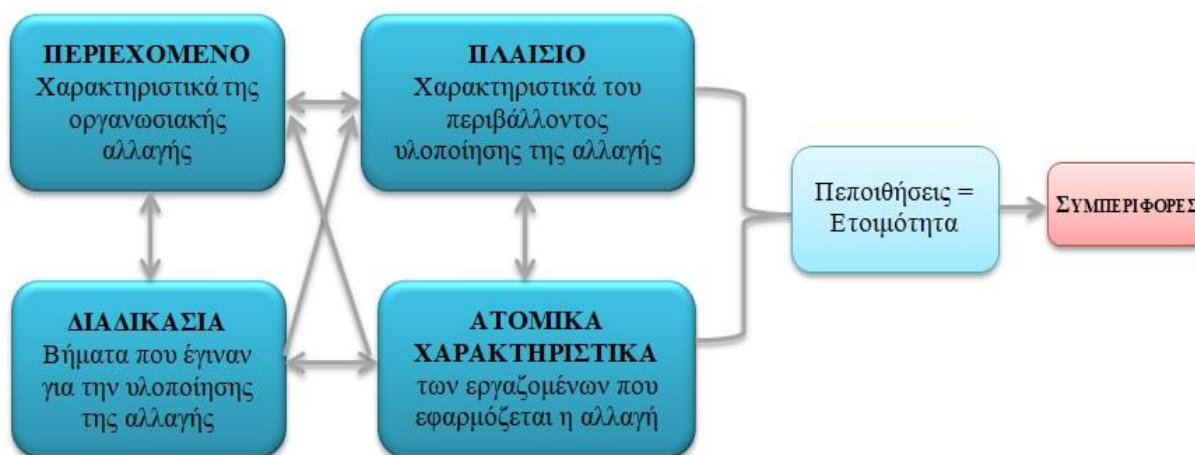 ΠΕΡΙΕΧΟΜΕΝΟ
Χαρακτηριστικά της
οργανωσιακής
αλλαγής
ΠΛΑΙΣΙΟ
Χαρακτηριστικά του
περιβάλλοντος
υλοποίησης της αλλαγής
ΔΙΑΔΙΚΑΣΙΑ
Βήματα που έγιναν
για την υλοποίησης
της αλλαγής
ΑΤΟΜΙΚΑ
ΧΑΡΑΚΤΗΡΙΣΤΙΚΑ
των εργαζομένων που
εφαρμόζεται η αλλαγή
Πεποιθήσεις =
Ετοιμότητα
ΣΥΜΠΕΡΙΦΟΡΕΣ